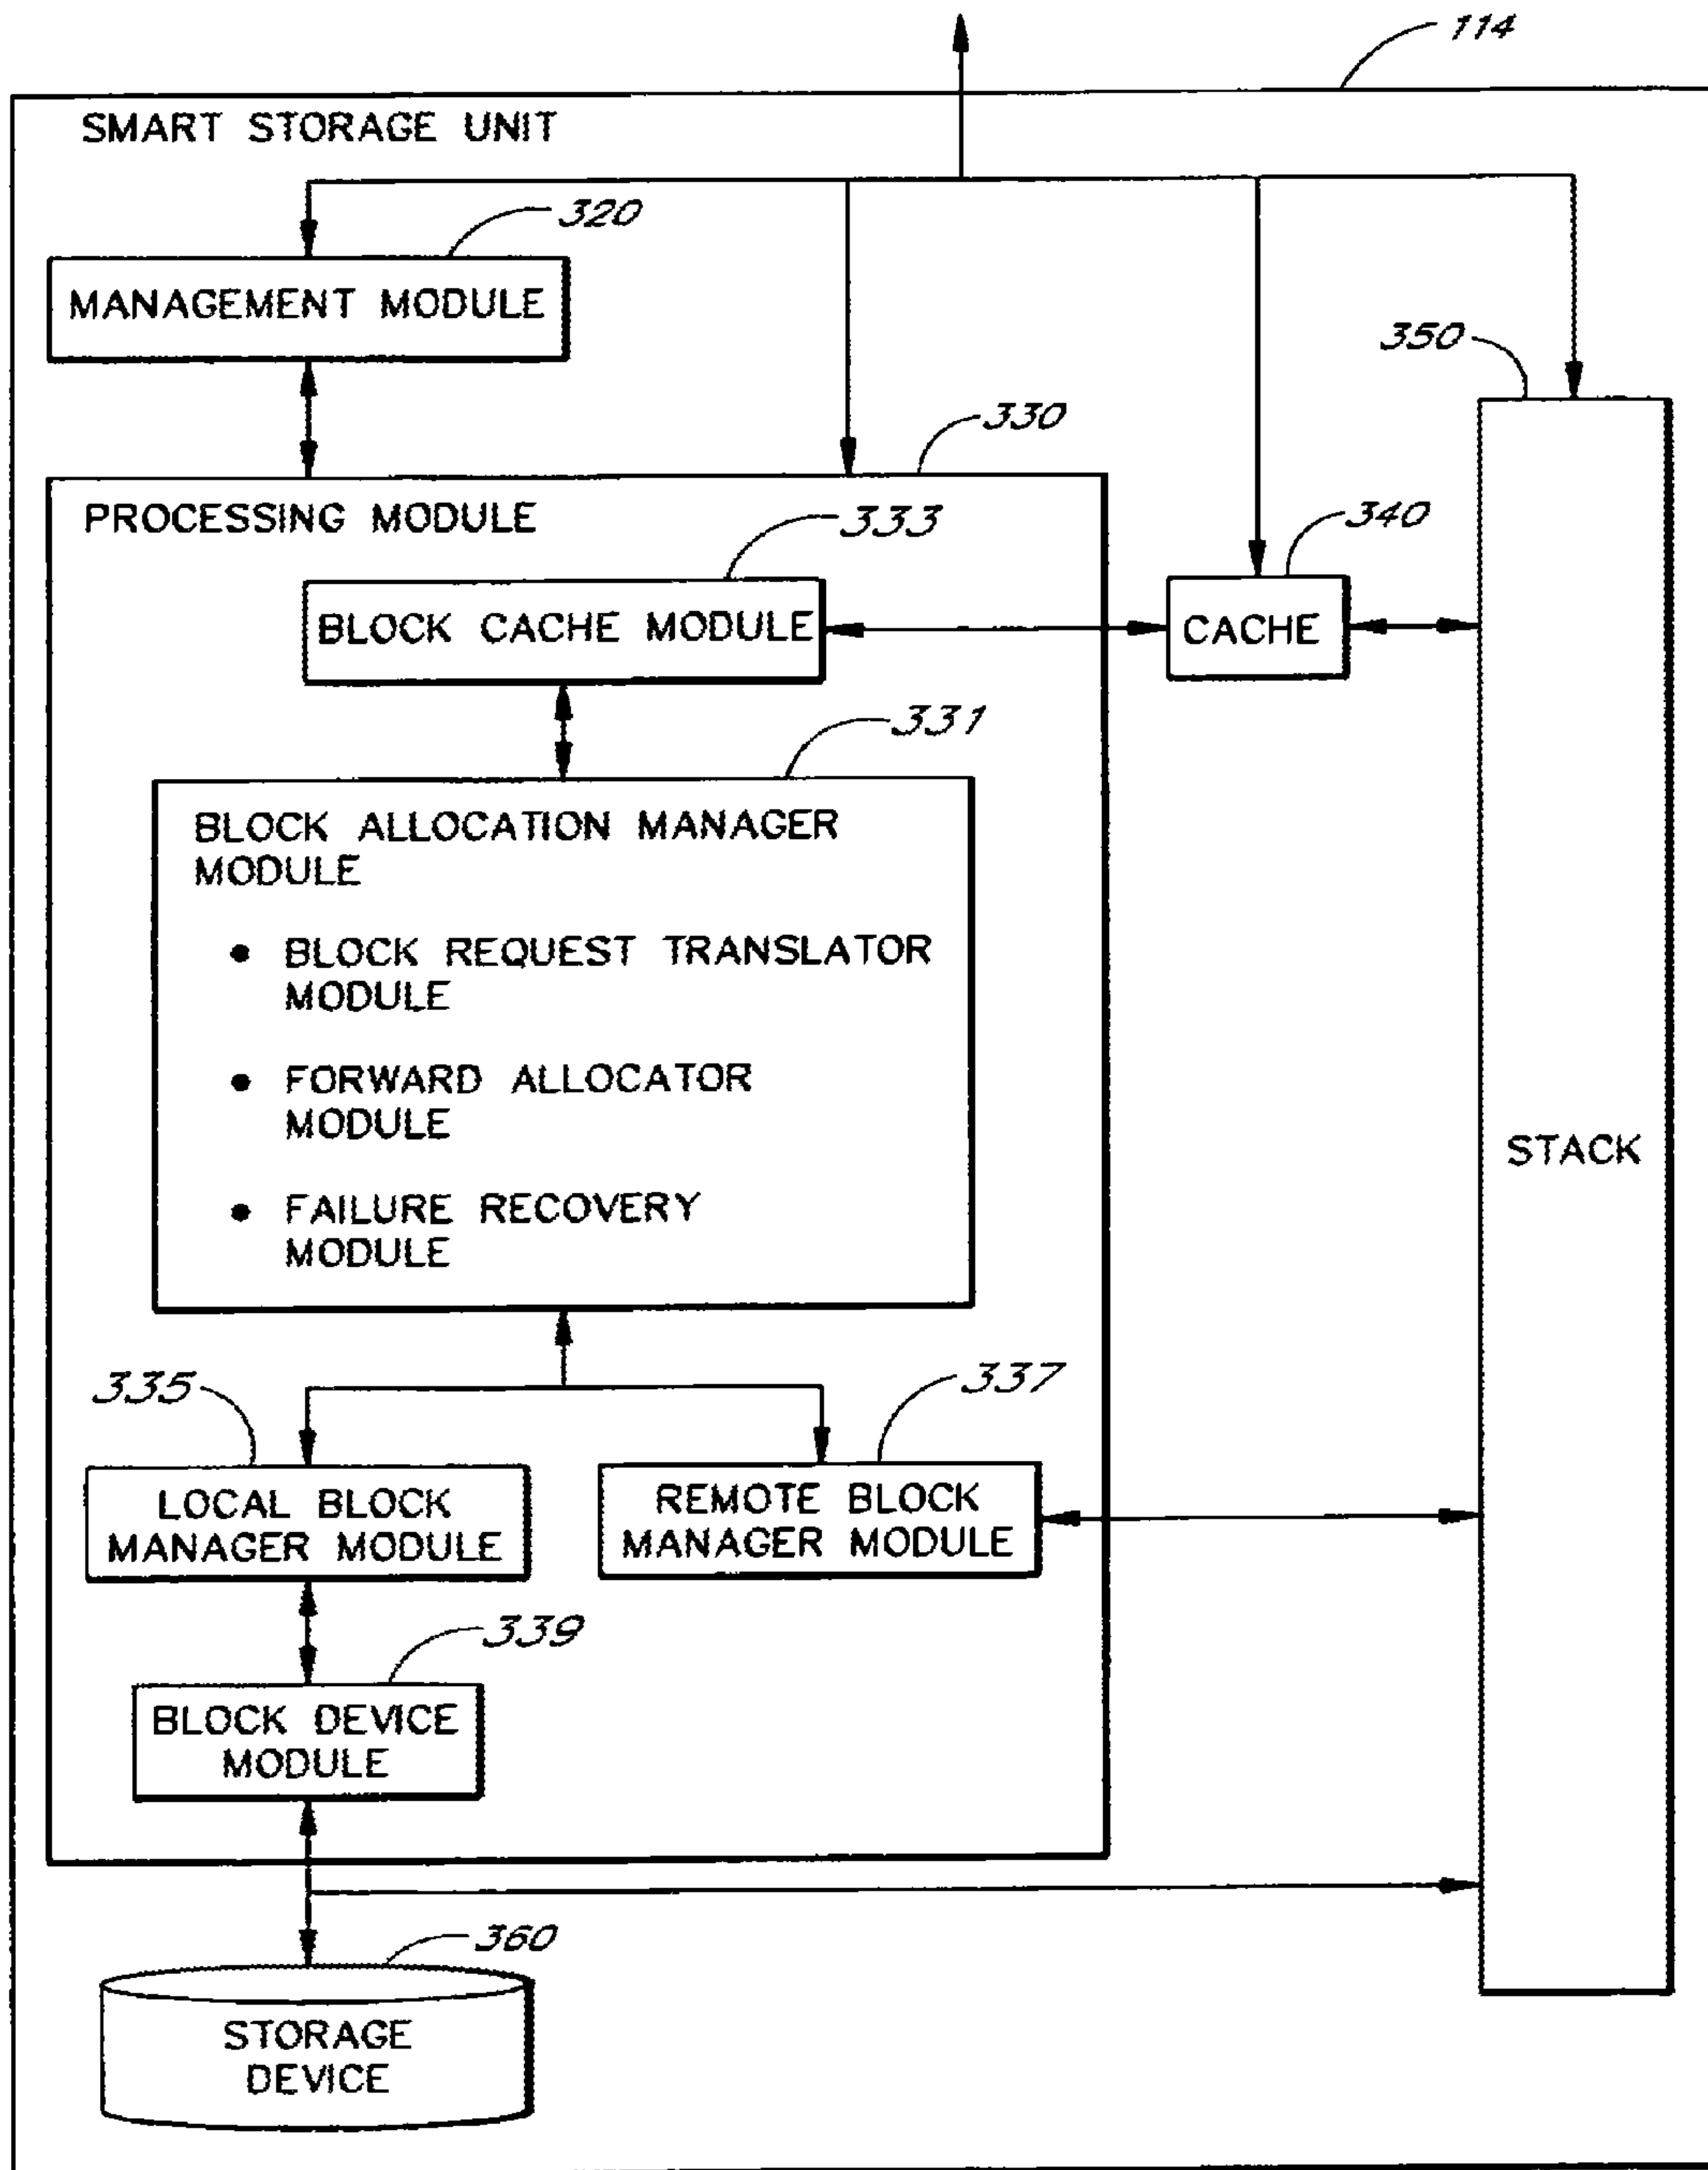 114
SMART STORAGE UNIT
320
MANAGEMENT MODULE
350
330
PROCESSING MODULE
333
340
BLOCK CACHE MODULE
CACHE
331
BLOCK ALLOCATION MANAGER
MODULE
• BLOCK REQUEST TRANSLATOR
MODULE
• FORWARD ALLOCATOR
MODULE
• FAILURE RECOVERY
MODULE
STACK
335
337
LOCAL BLOCK
MANAGER MODULE
REMOTE BLOCK
MANAGER MODULE
339
BLOCK DEVICE
MODULE
360
STORAGE
DEVICE